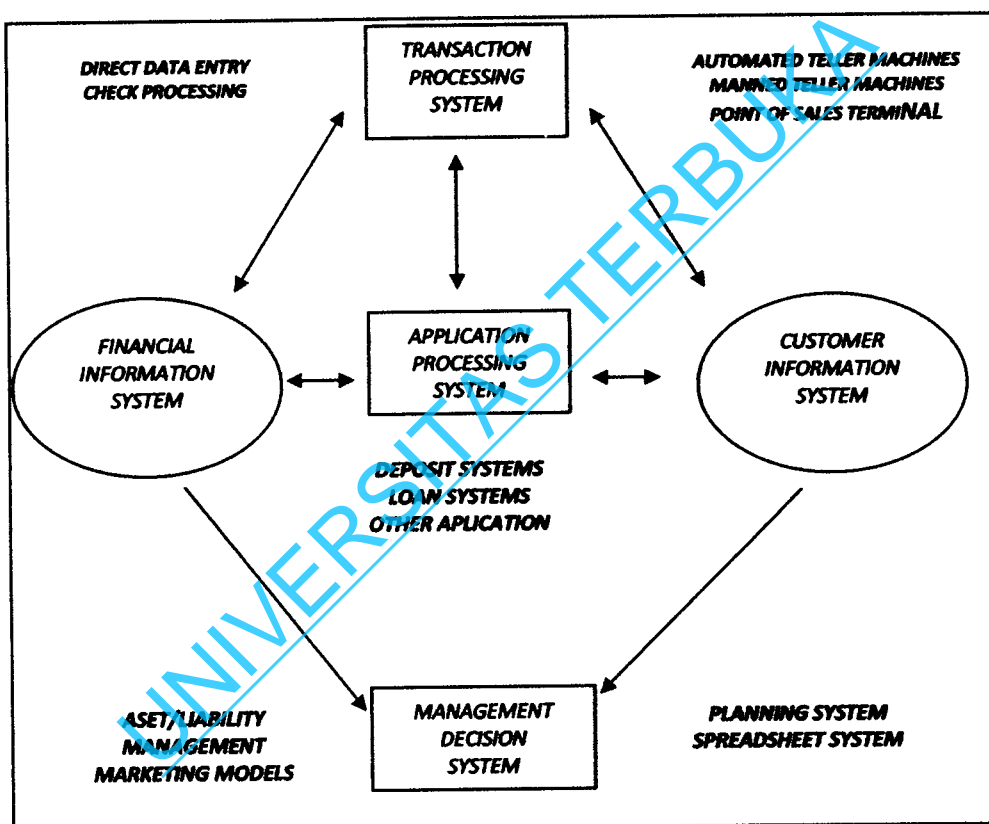 TRANSACTION
PROCESSING
SYSTEM
DIRECT DATA ENTRY
CHECK PROCESSING
AUTOMATED TELLER MACHINES
MANNED TELLER MACHINES
POINT OF SALES TERMINAL
FINANCIAL
INFORMATION
SYSTEM
APPLICATION
PROCESSING
SYSTEM
CUSTOMER
INFORMATION
SYSTEM
DEPOSIT SYSTEMS
LOAN SYSTEMS
OTHER APLICATION
ASET/LIABILITY
MANAGEMENT
MARKETING MODELS
MANAGEMENT
DECISION
SYSTEM
PLANNING SYSTEM
SPREADSHEET SYSTEM
UNIVERSITAS TERBUKA